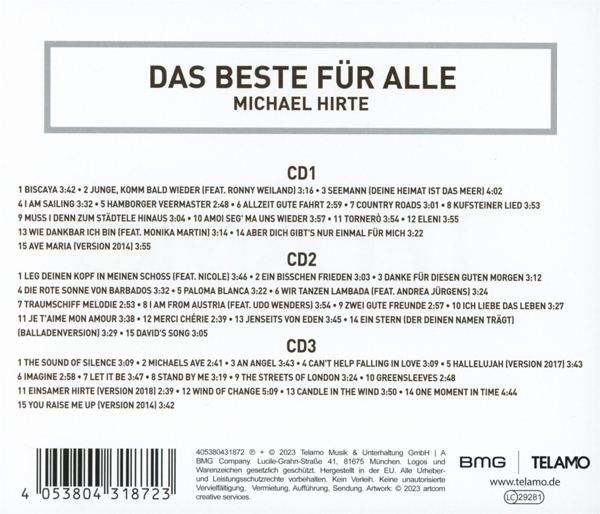 DAS BESTE FÜR ALLE
MICHAEL HIRTE
CD1
1 BISCAYA 3:42 • 2 JUNGE, KOMM BALD WIEDER (FEAT. RONNY WEILAND) 3:16 • 3 SEEMANN (DEINE HEIMAT IST DAS MEER) 4:02
4 I AM SAILING 3:32 • 5 HAMBORGER VEERMASTER 2:48 • 6 ALLZEIT GUTE FAHRT 2:59 • 7 COUNTRY ROADS 3:01 • 8 KUFSTEINER LIED 3:53
9 MUSS I DENN ZUM STÄDTELE HINAUS 3:04 • 10 AMOI SEG' MA UNS WIEDER 3:57 • 11 TORNERÒ 3:54 • 12 ELENI 3:55
13 WIE DANKBAR ICH BIN (FEAT. MONIKA MARTIN) 3:14 • 14 ABER DICH GIBT'S NUR EINMAL FÜR MICH 3:22
15 AVE MARIA (VERSION 2014) 3:55
CD2
1 LEG DEINEN KOPF IN MEINEN SCHOSS (FEAT. NICOLE) 3:46 • 2 EIN BISSCHEN FRIEDEN 3:03 • 3 DANKE FÜR DIESEN GUTEN MORGEN 3:12
4 DIE ROTE SONNE VON BARBADOS 3:32 • 5 PALOMA BLANCA 3:22 • 6 WIR TANZEN LAMBADA (FEAT. ANDREA JÜRGENS) 3:24
7 TRAUMSCHIFF MELODIE 2:53 • 8 I AM FROM AUSTRIA (FEAT. UDO WENDERS) 3:54 • 9 ZWEI GUTE FREUNDE 2:57 • 10 ICH LIEBE DAS LEBEN 3:27
11 JE T'AIME MON AMOUR 3:38 • 12 MERCI CHÉRIE 2:39 • 13 JENSEITS VON EDEN 3:45 • 14 EIN STERN (DER DEINEN NAMEN TRÄGT)
(BALLADENVERSION) 3:29 • 15 DAVID'S SONG 3:05
CD3
1 THE SOUND OF SILENCE 3:09 • 2 MICHAELS AVE 2:41 • 3 AN ANGEL 3:43 • 4 CAN'T HELP FALLING IN LOVE 3:09 • 5 HALLELUJAH (VERSION 2017) 3:43
6 IMAGINE 2:58 • 7 LET IT BE 3:47 • 8 STAND BY ME 3:19 • 9 THE STREETS OF LONDON 3:24 • 10 GREENSLEEVES 2:48
11 EINSAMER HIRTE (VERSION 2018) 2:39 • 12 WIND OF CHANGE 5:09 • 13 CANDLE IN THE WIND 3:50 • 14 ONE MOMENT IN TIME 4:44
15 YOU RAISE ME UP (VERSION 2014) 3:42
405380431872 ℗ + © 2023 Telamo Musik & Unterhaltung GmbH | A
BMG Company. Lucile-Grahn-Straße 41, 81675 München. Logos und
Warenzeichen gesetzlich geschützt. Hergestellt in der EU. Alle Urheber-
und Leistungsschutzrechte vorbehalten. Kein Verleih. Keine unautorisierte
Vervielfältigung, Vermietung, Aufführung, Sendung. Artwork: © 2023 artcom
creative services.
4 053804 318723
BMG TELAMO
www.telamo.de
LC 29281